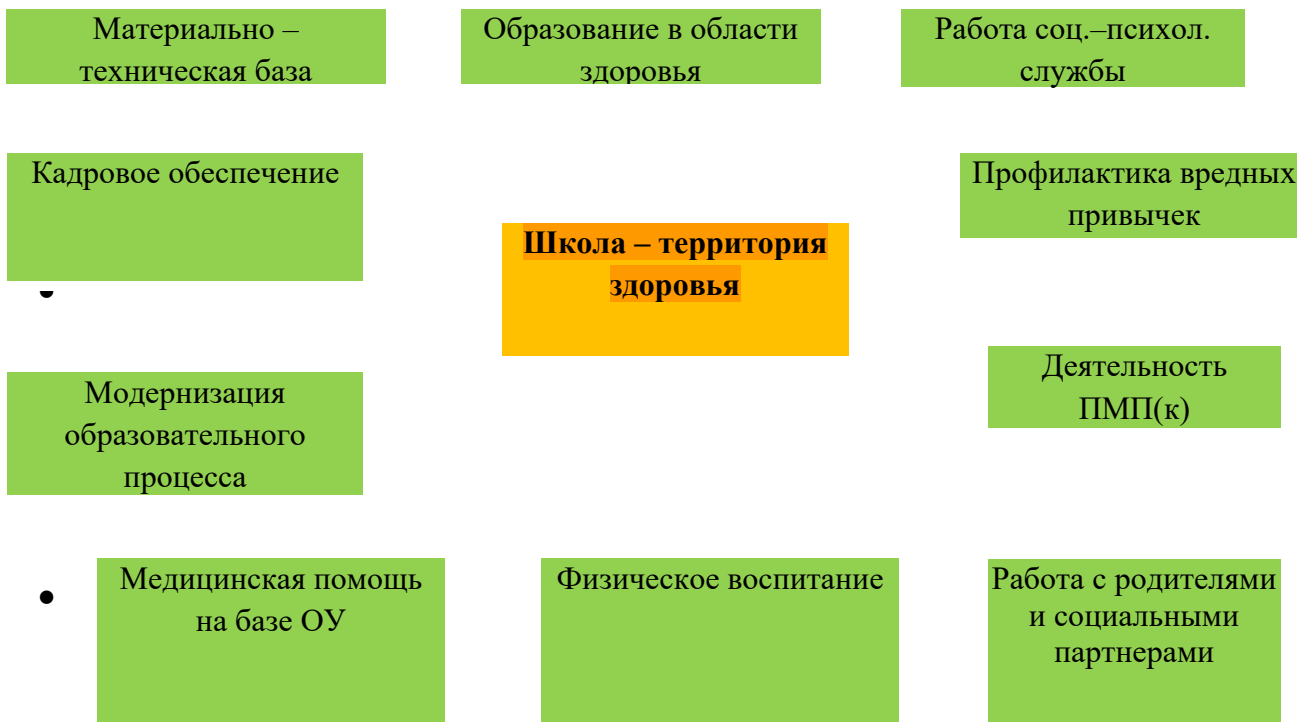 Материально –
техническая база
Образование в области
здоровья
Работа соц.–психол.
службы
Кадровое обеспечение
Профилактика вредных
привычек
Школа – территория
здоровья
Модернизация
образовательного
процесса
Деятельность
ПМП(к)
Медицинская помощь
на базе ОУ
Физическое воспитание
Работа с родителями
и социальными
партнерами